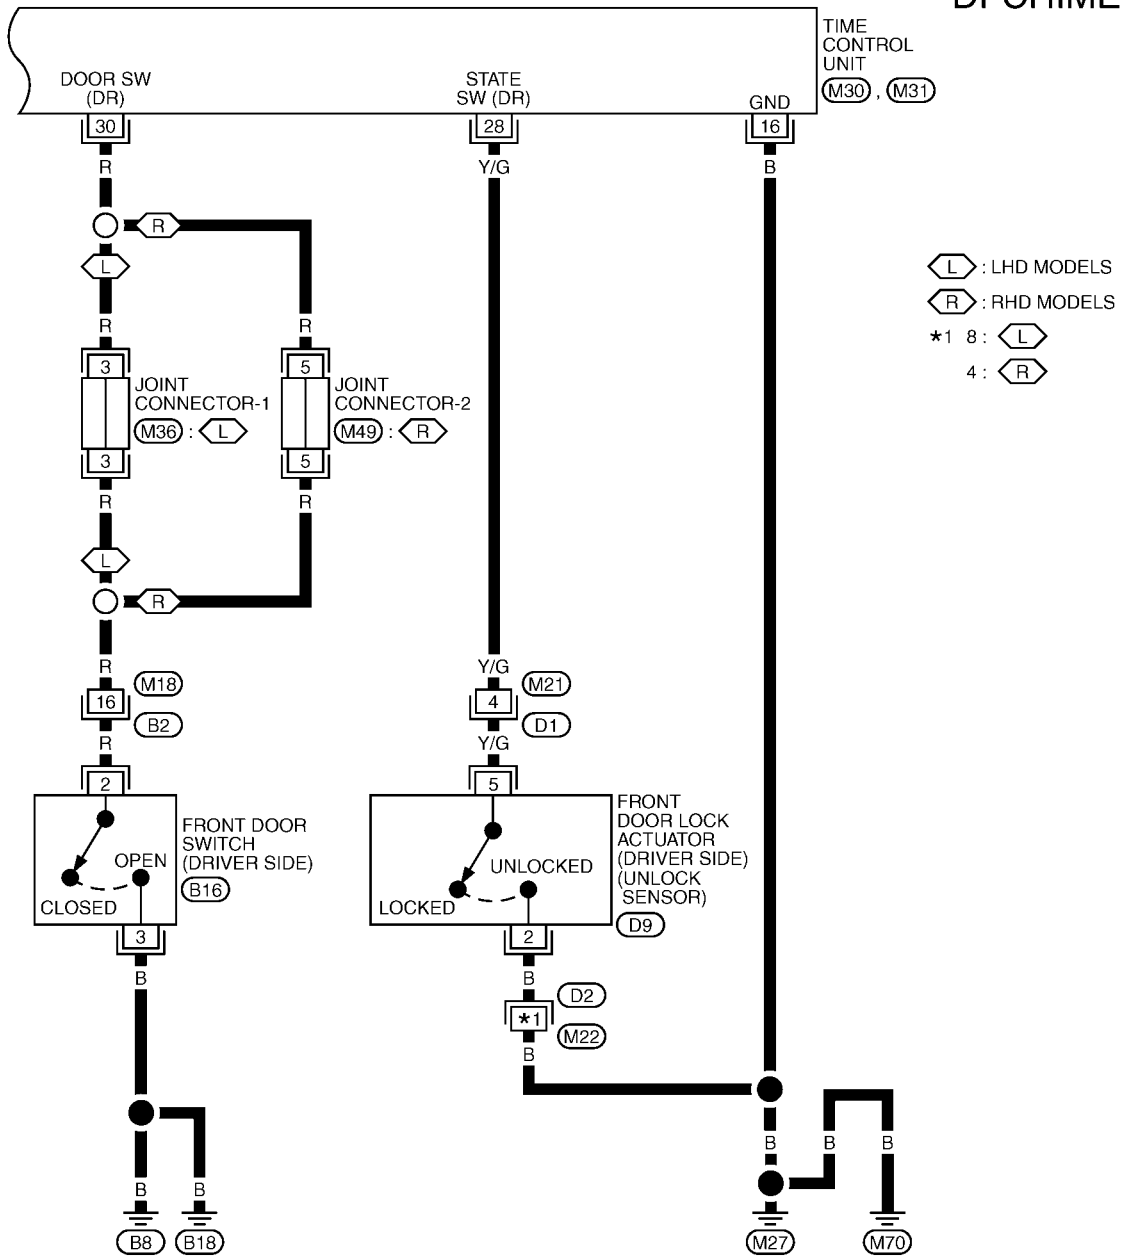 TIME
CONTROL
UNIT
M30 , M31
DOOR SW
(DR)
STATE
SW (DR)
GND
30
28
16
R
Y/G
B
R
L
L : LHD MODELS
R : RHD MODELS
*1 8 : L
4 : R
R
R
3
5
JOINT
CONNECTOR-1
M36 : L
JOINT
CONNECTOR-2
M49 : R
3
5
R
R
L
R
R
Y/G
M18
M21
16
4
B2
D1
R
Y/G
2
5
FRONT DOOR
SWITCH
(DRIVER SIDE)
B16
OPEN
CLOSED
FRONT
DOOR LOCK
ACTUATOR
(DRIVER SIDE)
(UNLOCK
SENSOR)
D9
UNLOCKED
LOCKED
3
2
B
B
D2
*1
M22
B
B
B
B
B
B
B8
B18
M27
M70